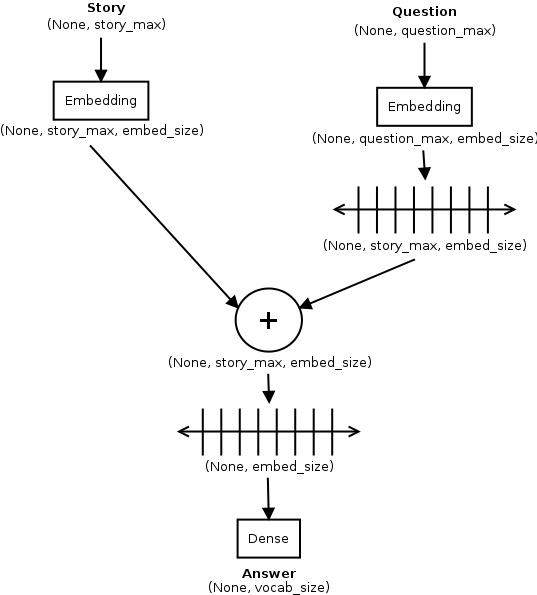 Story
(None, story_max)
Embedding
(None, story_max, embed_size)
Question
(None, question_max)
Embedding
(None, question_max, embed_size)
(None, story_max, embed_size)
+
(None, story_max, embed_size)
(None, embed_size)
Dense
Answer
(None, vocab_size)